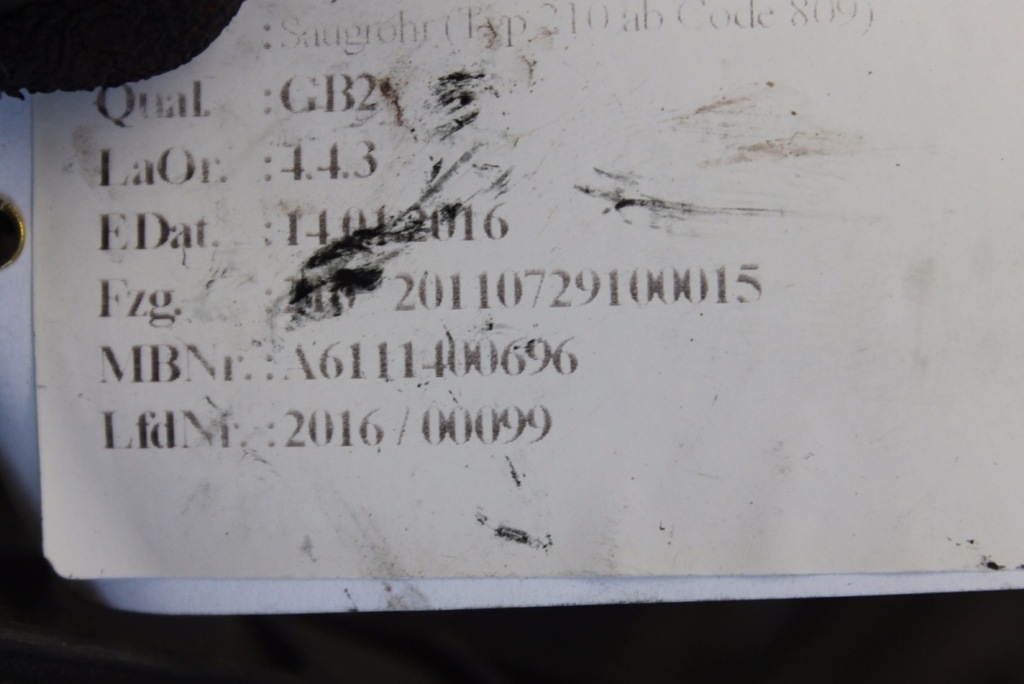 :Saugrohr (Typ 210 ab Code 809)
Qual. :GB2
LaOr. :4.4.3
EDat. :14.01.2016
Fzg. : 20110729100015
MBNr. :A6111400696
LfdNr. :2016 / 00099